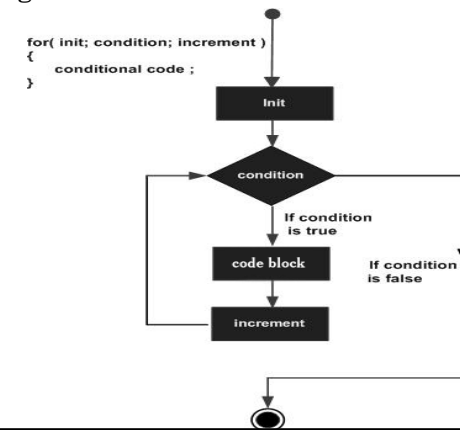 for( init; condition; increment )
{
conditional code ;
}
Init
condition
If condition
is true
code block
If condition
is false
increment